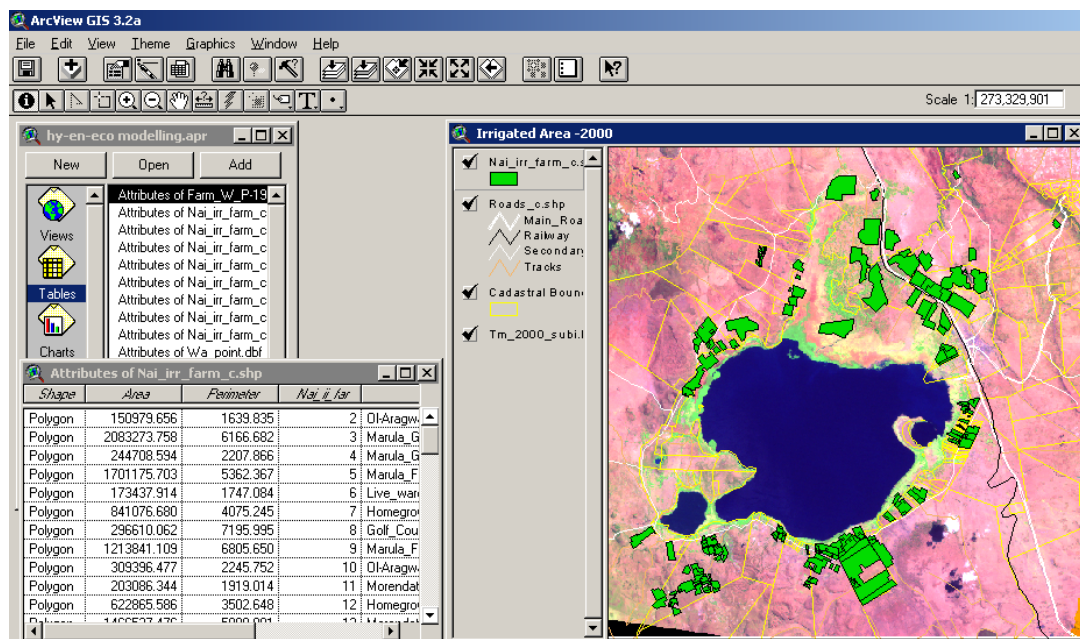 ArcView GIS 3.2a
File Edit View Theme Graphics Window Help
Scale 1: 273,329,901
hy-en-eco modelling.apr
New Open Add
Views
Tables
Charts
Attributes of Farm_W_P-19
Attributes of Nai_irr_farm_c
Attributes of Nai_irr_farm_c
Attributes of Nai_irr_farm_c
Attributes of Nai_irr_farm_c
Attributes of Nai_irr_farm_c
Attributes of Nai_irr_farm_c
Attributes of Nai_irr_farm_c
Attributes of Nai_irr_farm_c
Attributes of Wa_point.dbf
Attributes of Nai_irr_farm_c.shp
Shape Area Perimeter Nai_ij_far
Polygon 150979.656 1639.835 2 Ol-Aragw
Polygon 2083273.758 6166.682 3 Marula_G
Polygon 244708.594 2207.866 4 Marula_G
Polygon 1701175.703 5362.367 5 Marula_F
Polygon 173437.914 1747.084 6 Live_war
Polygon 841076.680 4075.245 7 Homegro
Polygon 296610.062 7195.995 8 Golf_Cou
Polygon 1213841.109 6805.650 9 Marula_F
Polygon 309396.477 2245.752 10 Ol-Aragw
Polygon 203086.344 1919.014 11 Morendat
Polygon 622865.586 3502.648 12 Homegro
Irrigated Area -2000
Nai_irr_farm_c.s
Roads_c.shp
Main_Roa
Railway
Secondary
Tracks
Cadastral Boun
Tm_2000_subi.l